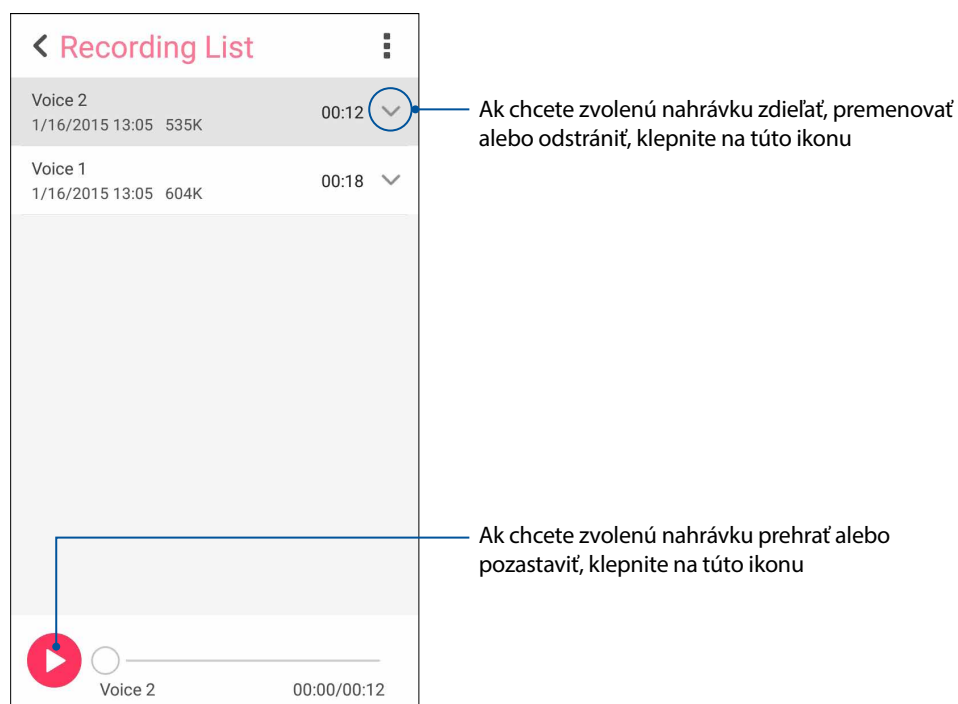 Recording List
Voice 2
1/16/2015 13:05 535K
00:12
Ak chcete zvolenú nahrávku zdieľať, premenovať
alebo odstrániť, klepnite na túto ikonu
Voice 1
1/16/2015 13:05 604K
00:18
Ak chcete zvolenú nahrávku prehrať alebo
pozastaviť, klepnite na túto ikonu
Voice 2
00:00/00:12